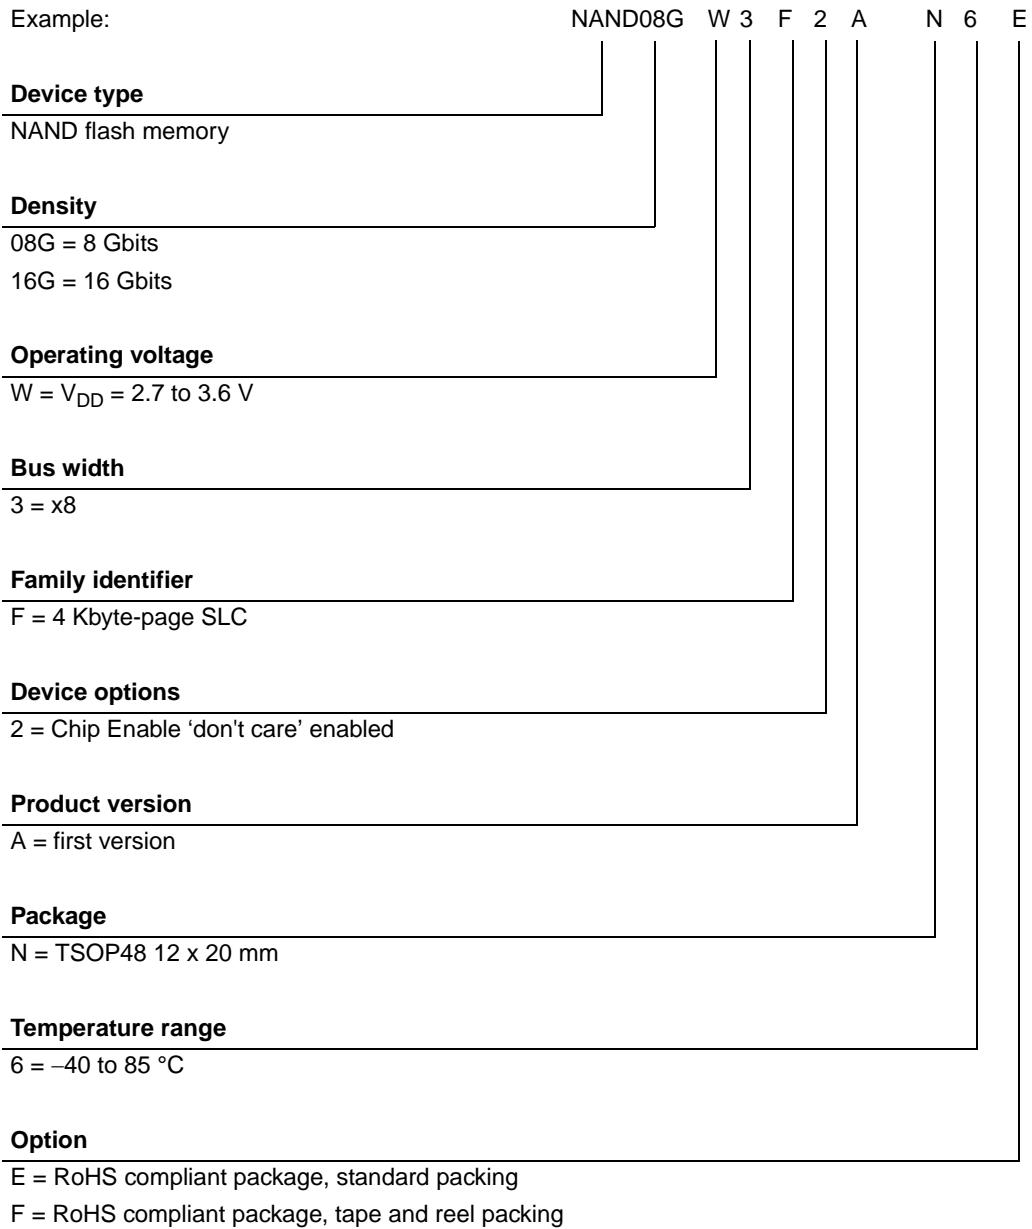 Example: NAND08G W 3 F 2 A N 6 E
Device type
NAND flash memory
Density
08G = 8 Gbits
16G = 16 Gbits
Operating voltage
W = VDD = 2.7 to 3.6 V
Bus width
3 = x8
Family identifier
F = 4 Kbyte-page SLC
Device options
2 = Chip Enable ‘don't care’ enabled
Product version
A = first version
Package
N = TSOP48 12 x 20 mm
Temperature range
6 = −40 to 85 °C
Option
E = RoHS compliant package, standard packing
F = RoHS compliant package, tape and reel packing